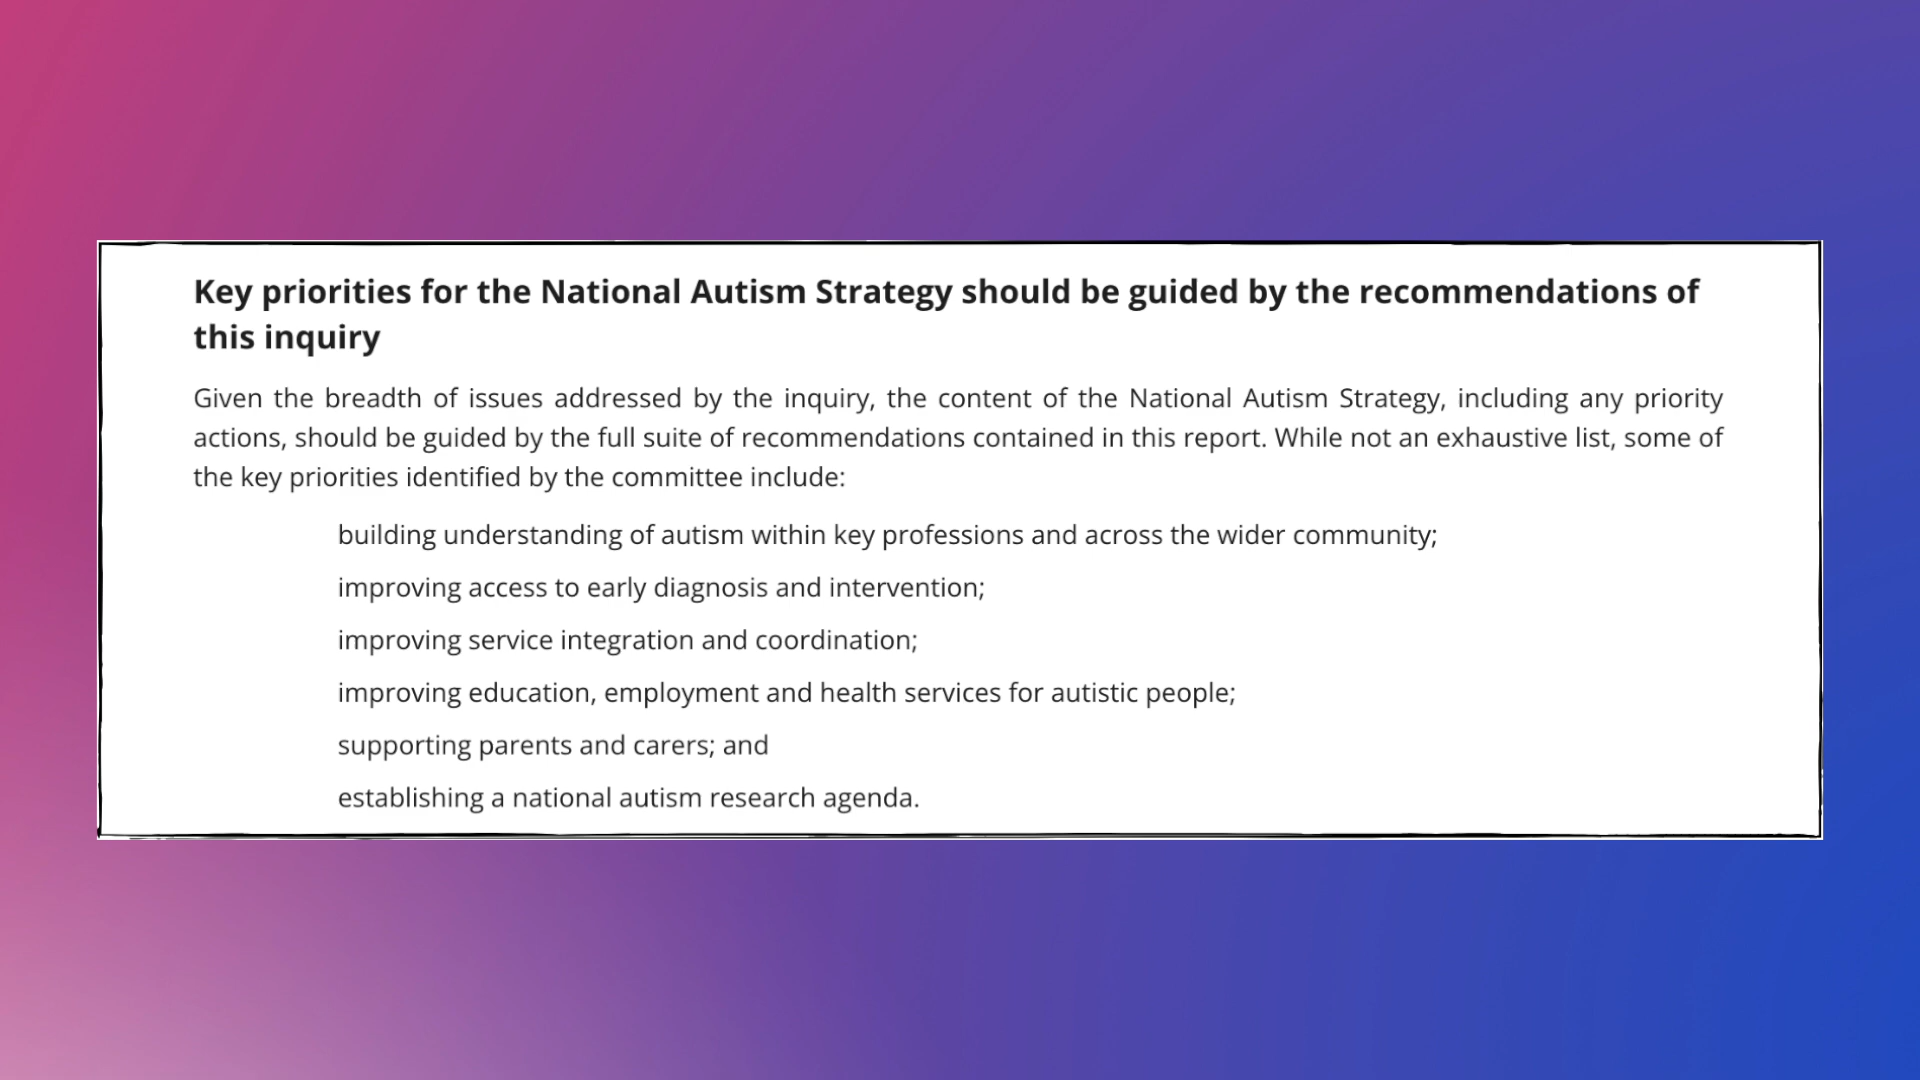 Key priorities for the National Autism Strategy should be guided by the recommendations of
this inquiry
Given the breadth of issues addressed by the inquiry, the content of the National Autism Strategy, including any priority
actions, should be guided by the full suite of recommendations contained in this report. While not an exhaustive list, some of
the key priorities identified by the committee include:
building understanding of autism within key professions and across the wider community;
improving access to early diagnosis and intervention;
improving service integration and coordination;
improving education, employment and health services for autistic people;
supporting parents and carers; and
establishing a national autism research agenda.